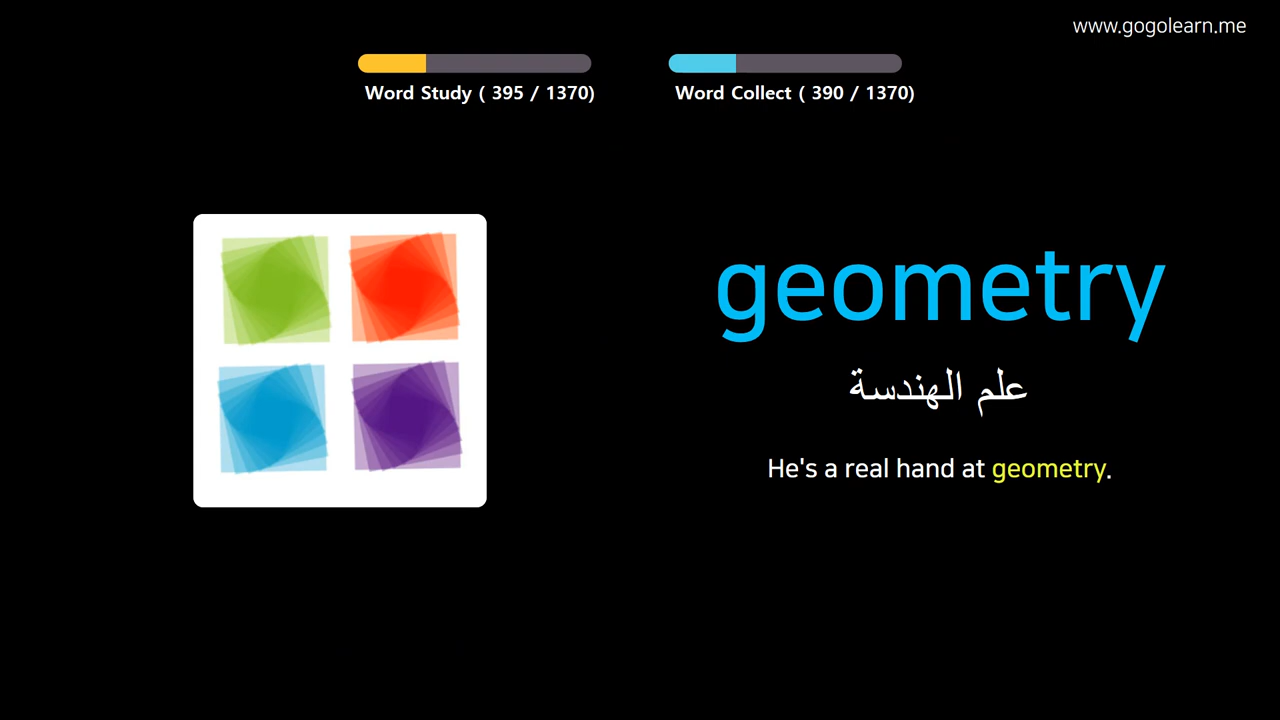 www.gogolearn.me
Word Study ( 395 / 1370)
Word Collect ( 390 / 1370)
geometry
علم الهندسة
He's a real hand at geometry.